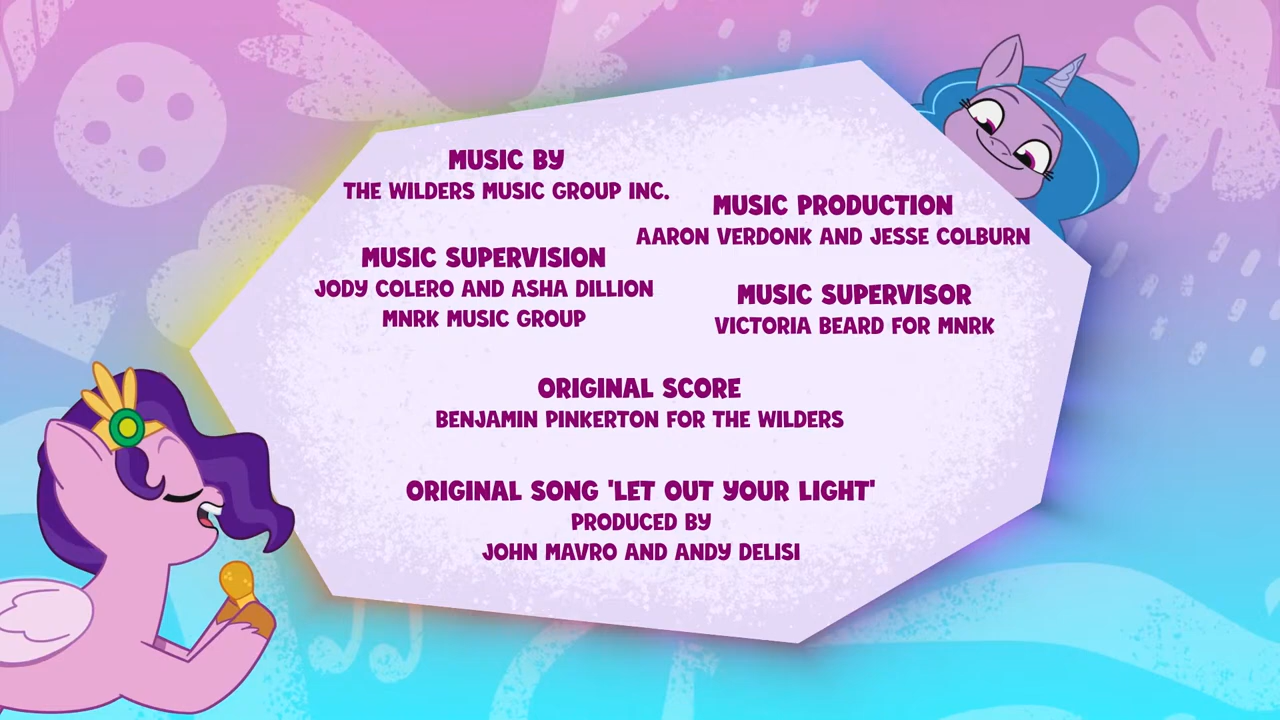 MUSIC BY
THE WILDERS MUSIC GROUP INC.
MUSIC PRODUCTION
AARON VERDONK AND JESSE COLBURN
MUSIC SUPERVISION
JODY COLERO AND ASHA DILLION
MNRK MUSIC GROUP
MUSIC SUPERVISOR
VICTORIA BEARD FOR MNRK
ORIGINAL SCORE
BENJAMIN PINKERTON FOR THE WILDERS
ORIGINAL SONG 'LET OUT YOUR LIGHT'
PRODUCED BY
JOHN MAVRO AND ANDY DELISI